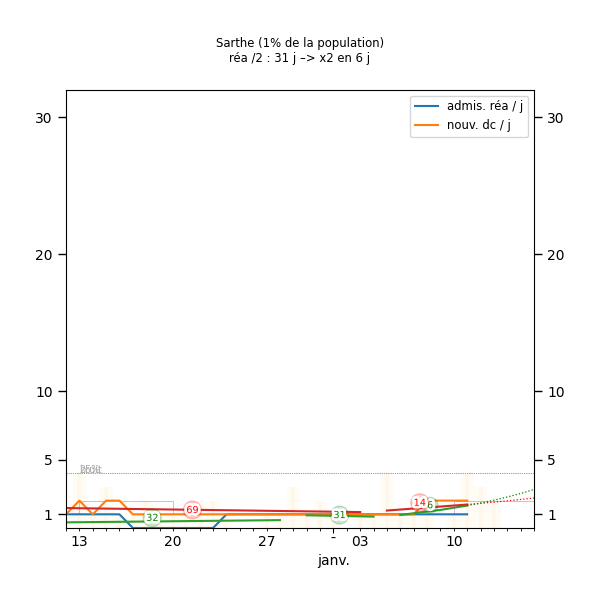 Sarthe (1% de la population)
réa /2 : 31 j –> x2 en 6 j
admis. réa / j
nouv. dc / j
30 30
20 20
10 10
5 5
14
69
32
31
6
1 1
13 20 27 - 03 10
janv.